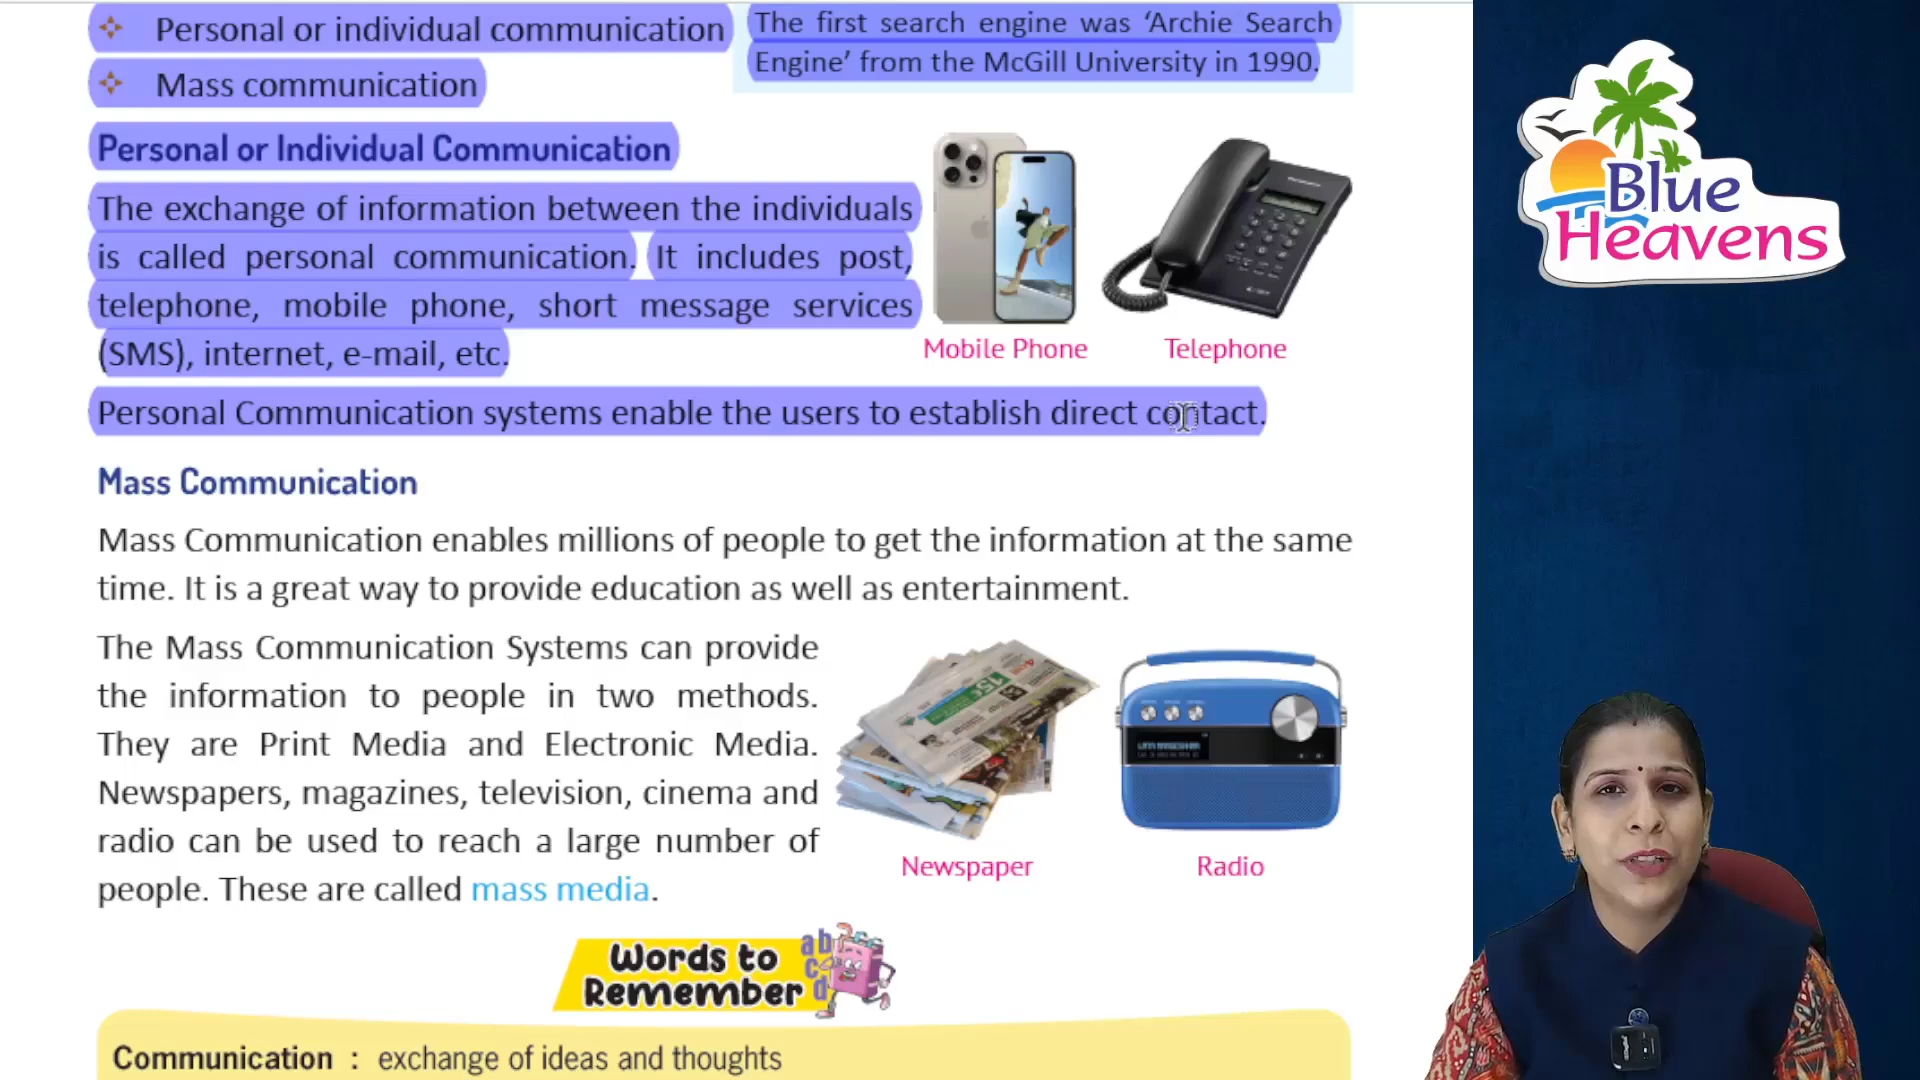 Personal or individual communication
Mass communication
The first search engine was ‘Archie Search
Engine’ from the McGill University in 1990.
Personal or Individual Communication
The exchange of information between the individuals
is called personal communication. It includes post,
telephone, mobile phone, short message services
(SMS), internet, e-mail, etc.
Mobile Phone
Telephone
Personal Communication systems enable the users to establish direct contact.
Mass Communication
Mass Communication enables millions of people to get the information at the same
time. It is a great way to provide education as well as entertainment.
The Mass Communication Systems can provide
the information to people in two methods.
They are Print Media and Electronic Media.
Newspapers, magazines, television, cinema and
radio can be used to reach a large number of
people. These are called mass media.
Newspaper
Radio
Words to
Remember
abcd
Communication : exchange of ideas and thoughts
Blue
Heavens